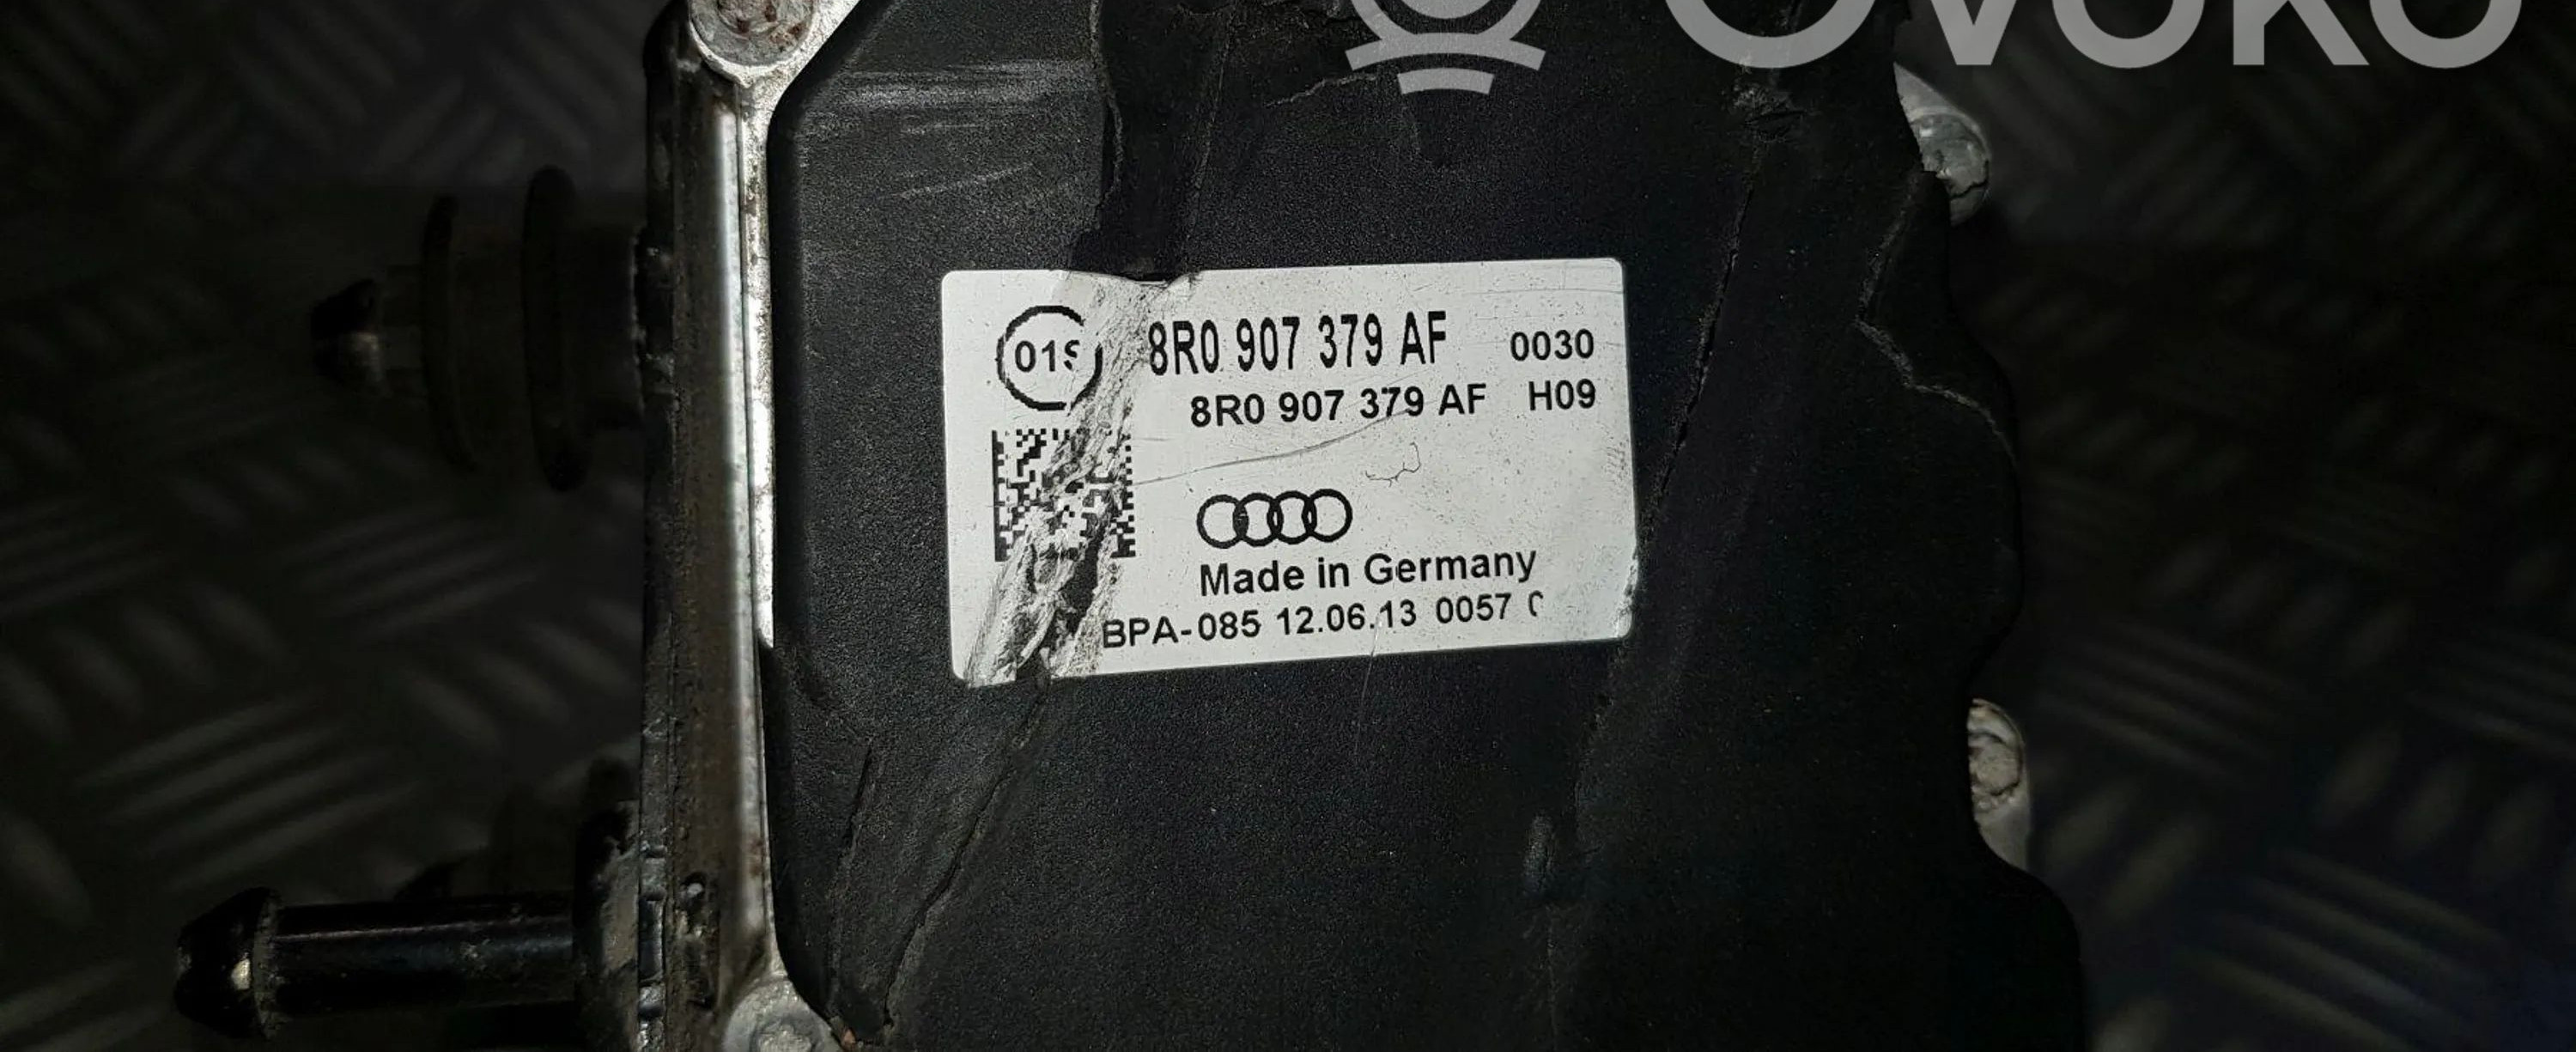 OVOKO
8R0 907 379 AF 0030
8R0 907 379 AF H09
Made in Germany
BPA-085 12.06.13 0057